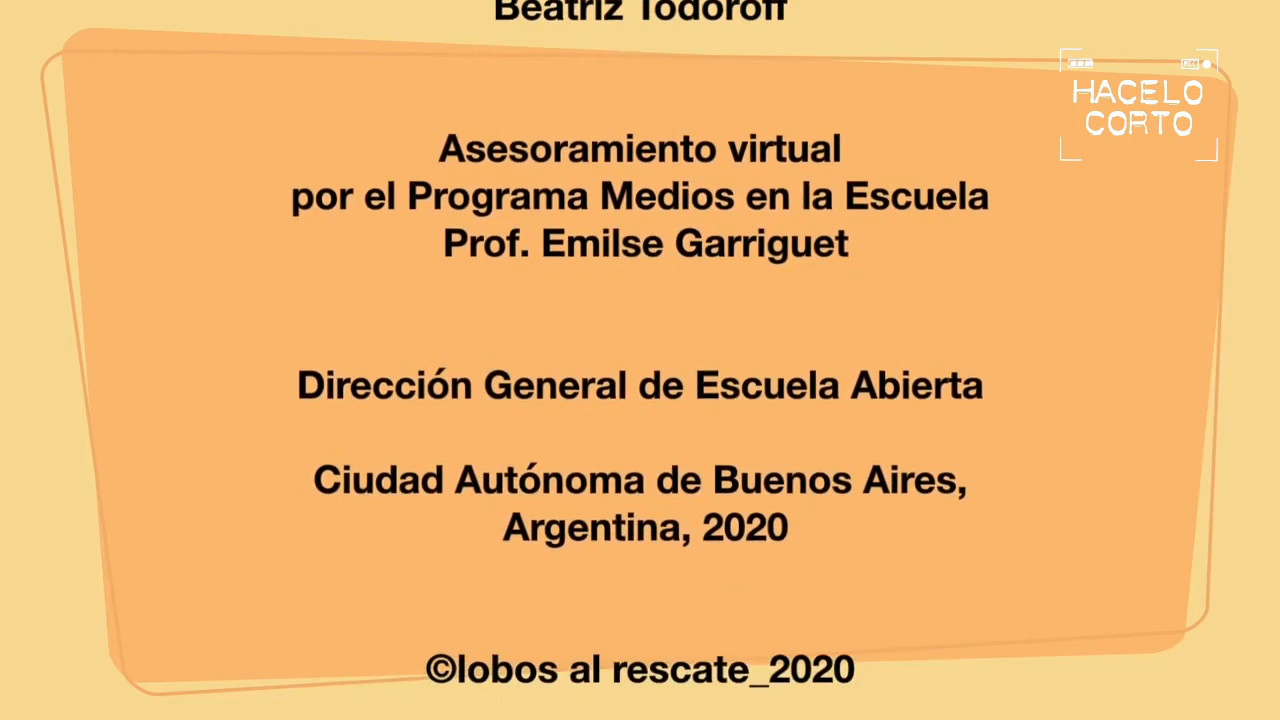 Beatriz Todoroff
HACELO
CORTO
Asesoramiento virtual
por el Programa Medios en la Escuela
Prof. Emilse Garriguet
Dirección General de Escuela Abierta
Ciudad Autónoma de Buenos Aires,
Argentina, 2020
©lobos al rescate_2020